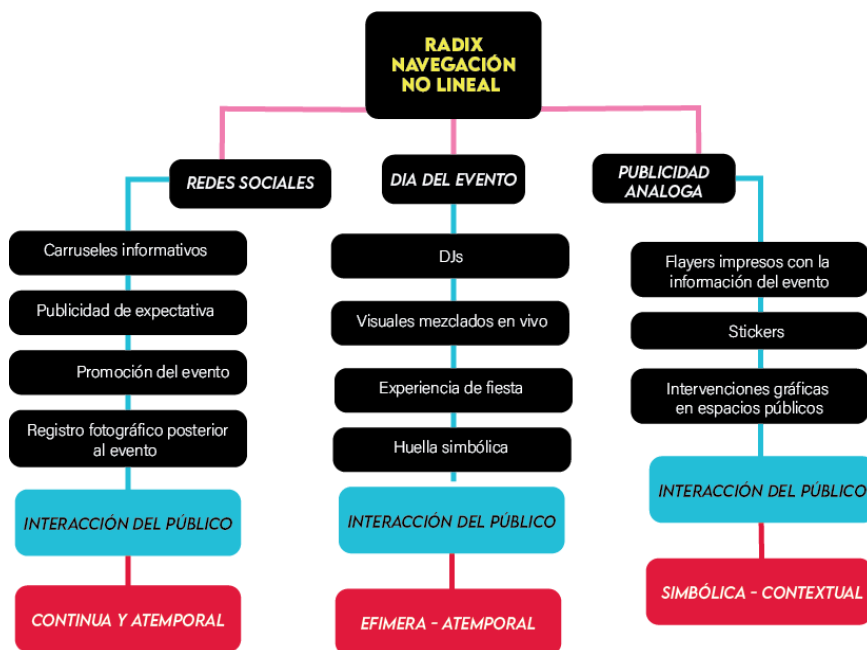 RADIX
NAVEGACIÓN
NO LINEAL
REDES SOCIALES
Carruseles informativos
Publicidad de expectativa
Promoción del evento
Registro fotográfico posterior
al evento
INTERACCIÓN DEL PÚBLICO
CONTINUA Y ATEMPORAL
DIA DEL EVENTO
DJs
Visuales mezclados en vivo
Experiencia de fiesta
Huella simbólica
INTERACCIÓN DEL PÚBLICO
EFIMERA - ATEMPORAL
PUBLICIDAD
ANALOGA
Flayers impresos con la
información del evento
Stickers
Intervenciones gráficas
en espacios públicos
INTERACCIÓN DEL PÚBLICO
SIMBÓLICA - CONTEXTUAL